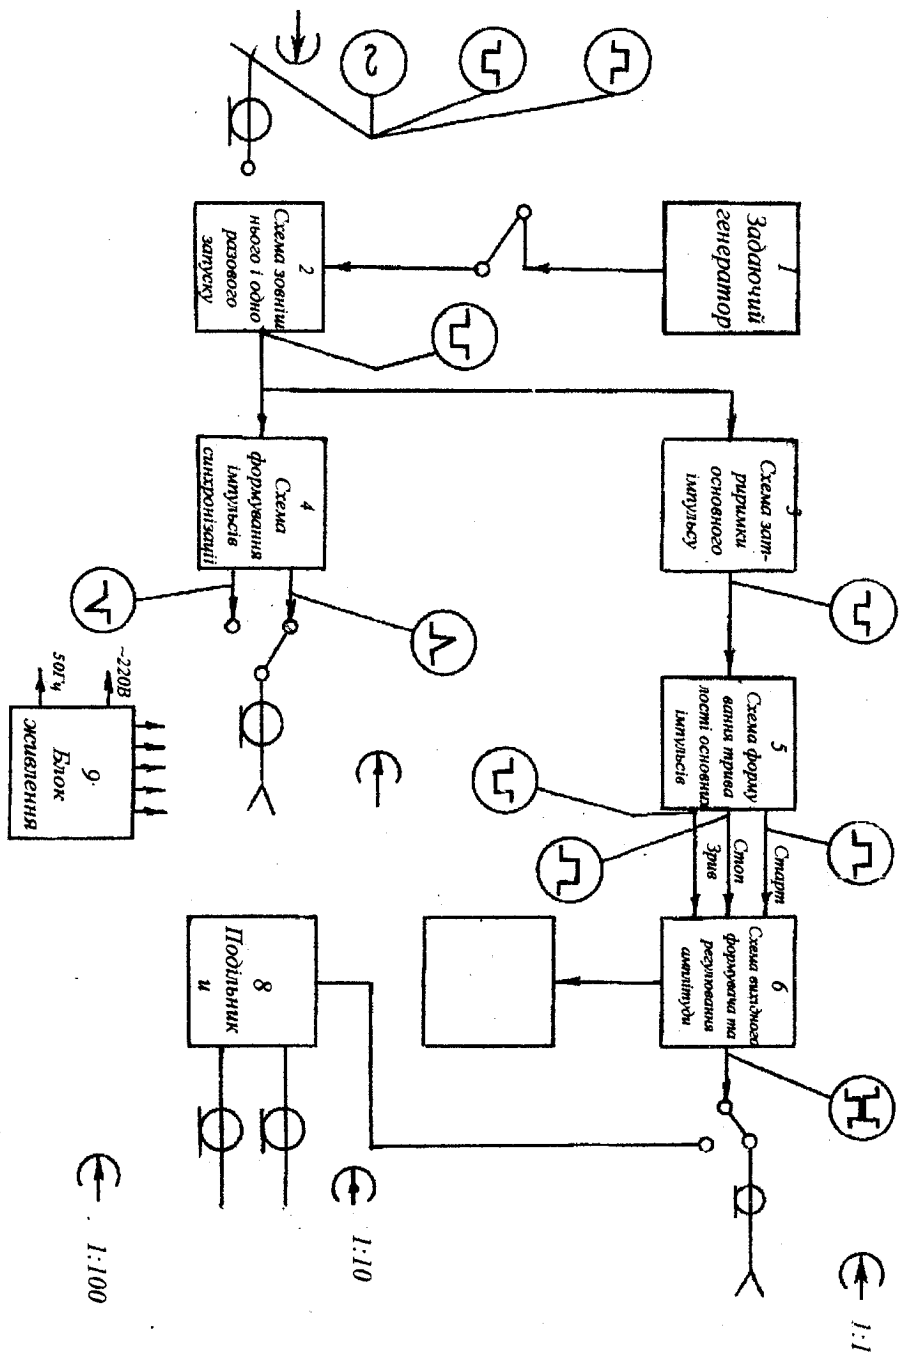 1
Задаючий
генератор
2
Схема зовніш
нього і одно
разового
запуску
3
Схема зат-
риримки
основного
імпульсу
4
Схема
формування
імпульсів
синхронізації
5
Схема форму
вання трива
лості основних
імпульсів
Старт
Стоп
Зрив
6
Схема вихідного
формувача та
регулювання
амплітуди
8
Подільник
и
~220В
50Гц
9
Блок
живлення
1:1
1:10
1:100